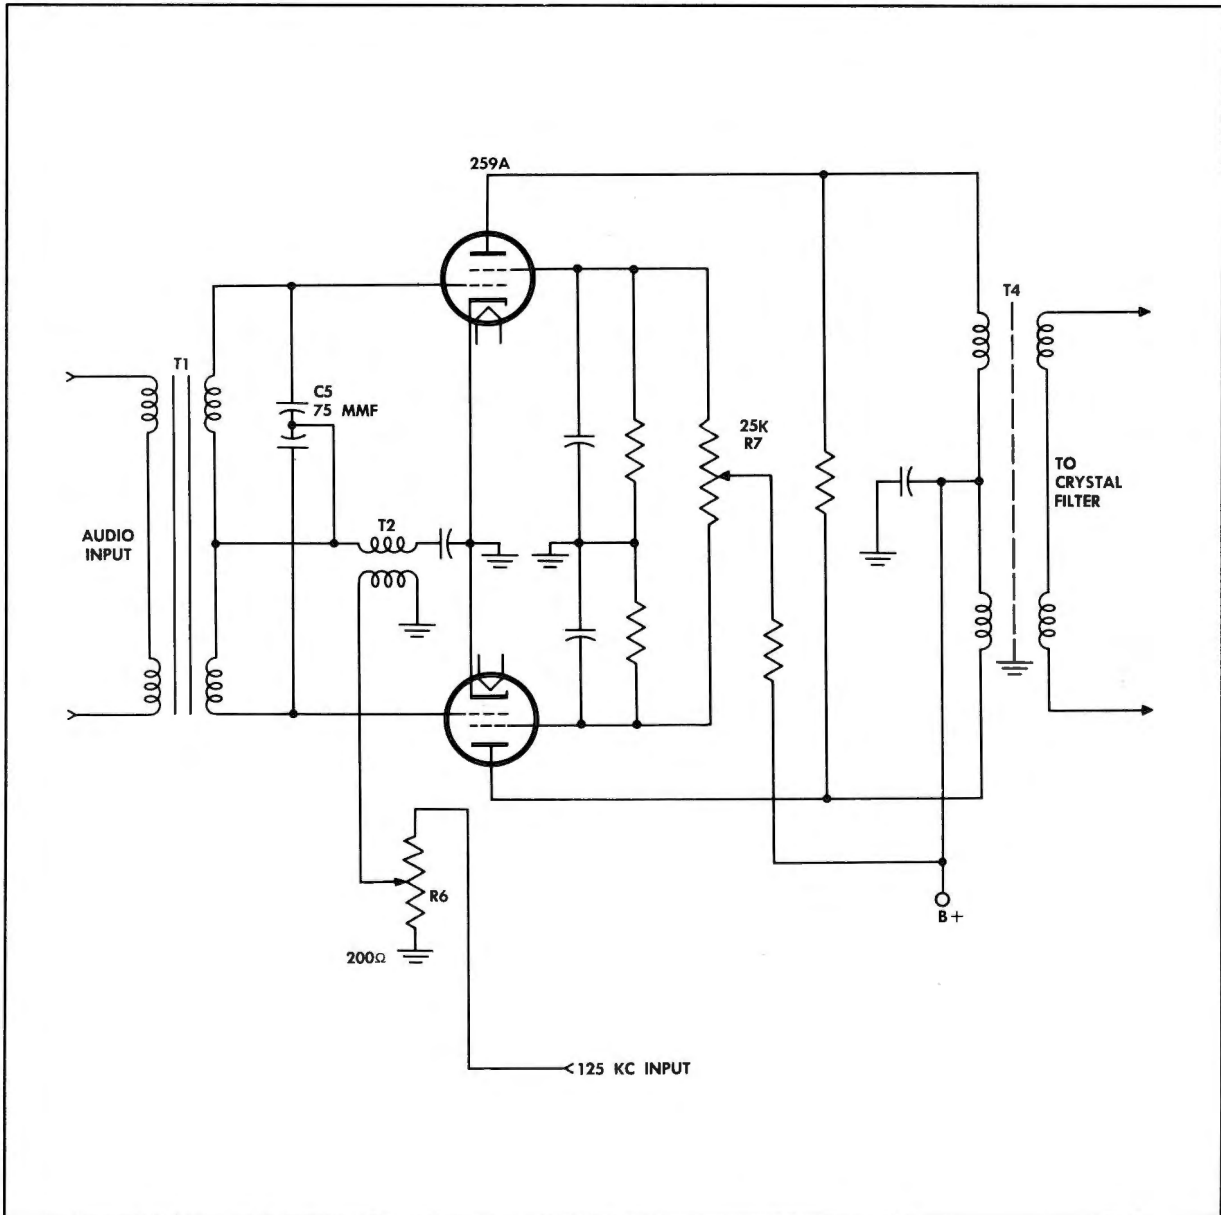 259A
T4
T1
C5
75 MMF
25K
R7
TO
CRYSTAL
FILTER
AUDIO
INPUT
T2
R6
B+
200Ω
125 KC INPUT